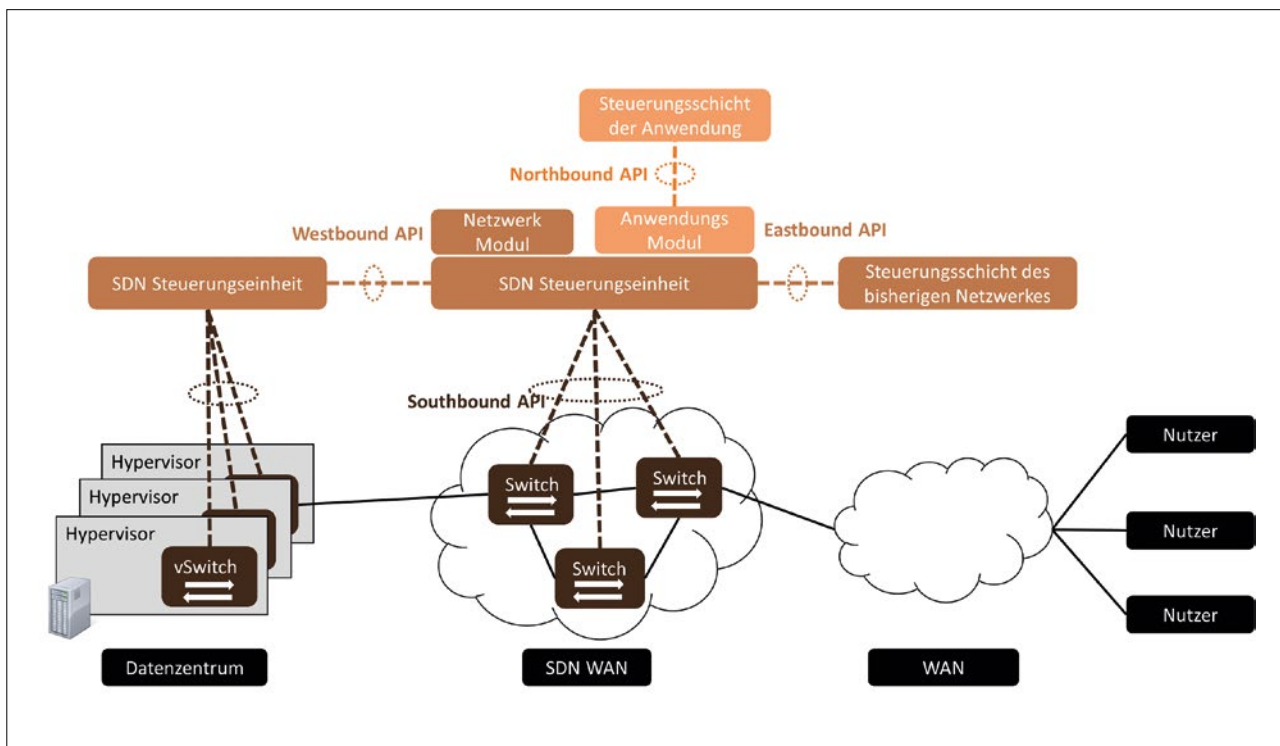 Steuerungsschicht
der Anwendung
Northbound API
Netzwerk
Modul
Anwendungs
Modul
Westbound API
Eastbound API
SDN Steuerungseinheit
SDN Steuerungseinheit
Steuerungsschicht des
bisherigen Netzwerkes
Southbound API
Hypervisor
Hypervisor
Hypervisor
vSwitch
Switch
Switch
Switch
Nutzer
Nutzer
Nutzer
Datenzentrum
SDN WAN
WAN